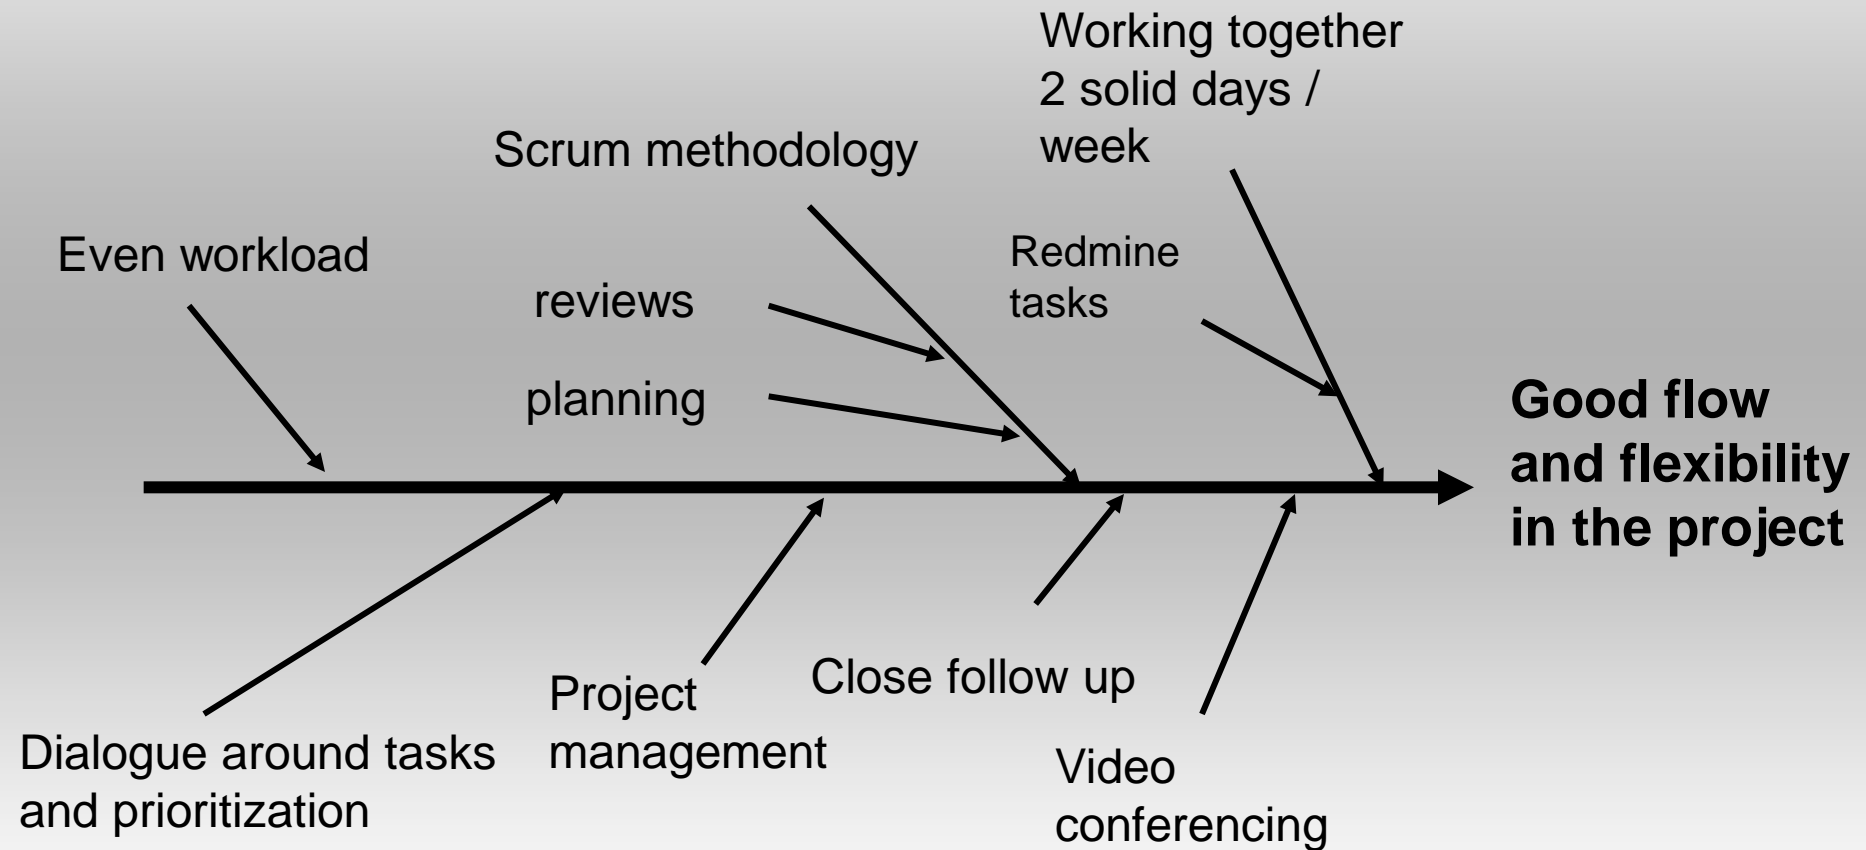 Working together
2 solid days /
week
Scrum methodology
Even workload
Redmine
tasks
reviews
planning
Good flow
and flexibility
in the project
Close follow up
Project
management
Dialogue around tasks
and prioritization
Video
conferencing